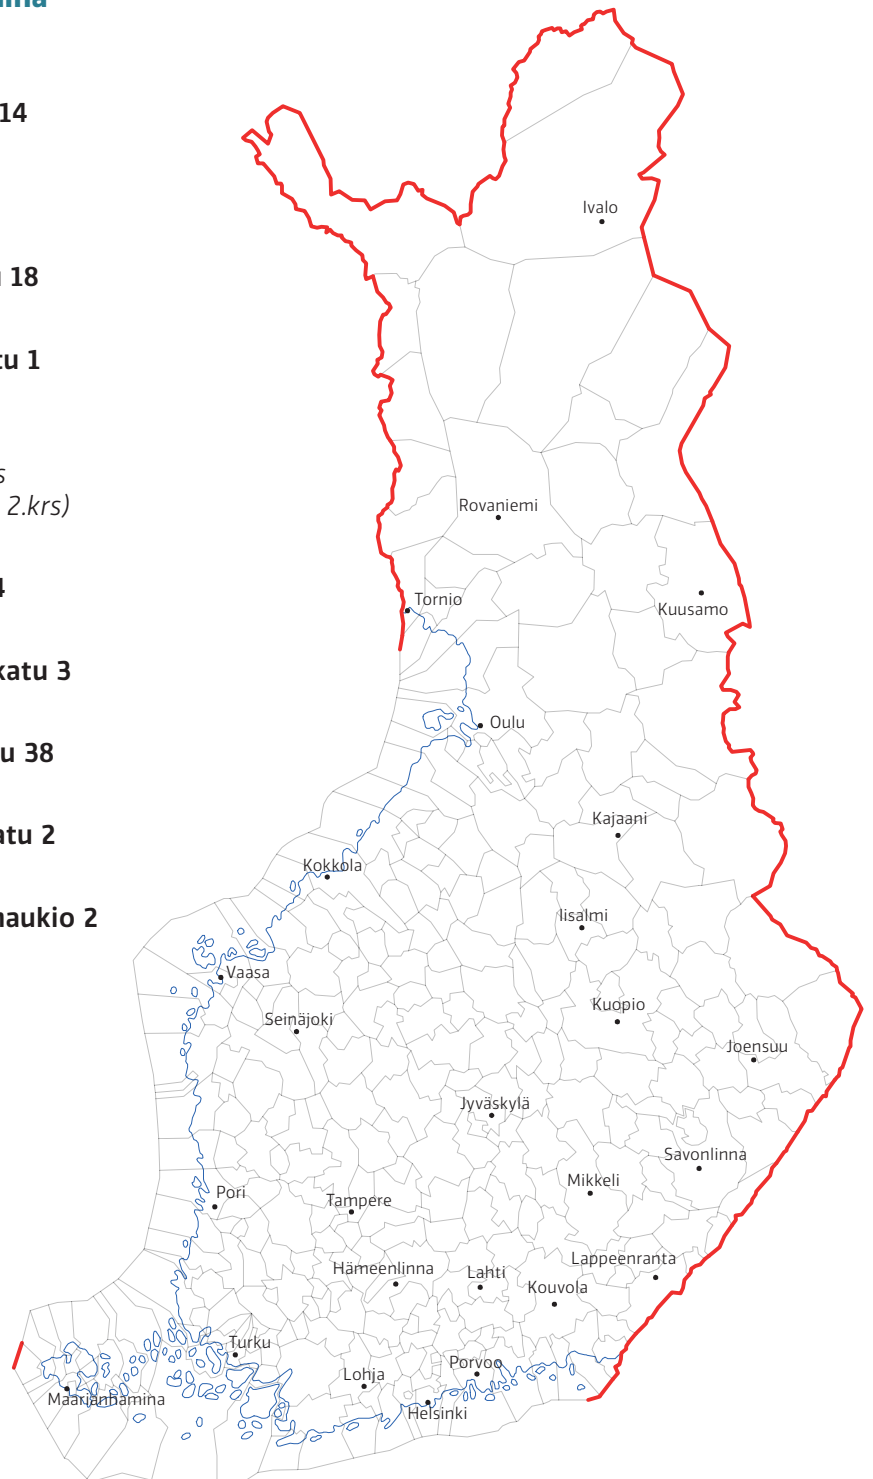 14
18
tu 1
s
2.krs)
4
katu 3
u 38
atu 2
naukio 2
Ivalo
Rovaniemi
Tornio
Kuusamo
Oulu
Kajaani
Kokkola
Iisalmi
Vaasa
Kuopio
Seinäjoki
Joensuu
Jyväskylä
Savonlinna
Mikkeli
Pori
Tampere
Lappeenranta
Hämeenlinna
Lahti
Kouvola
Turku
Porvoo
Lohja
Maarianhamina
Helsinki